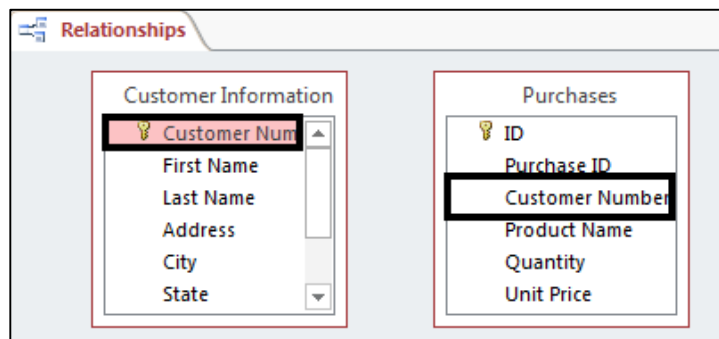 Relationships
Customer Information
Customer Num
First Name
Last Name
Address
City
State
Purchases
ID
Purchase ID
Customer Number
Product Name
Quantity
Unit Price